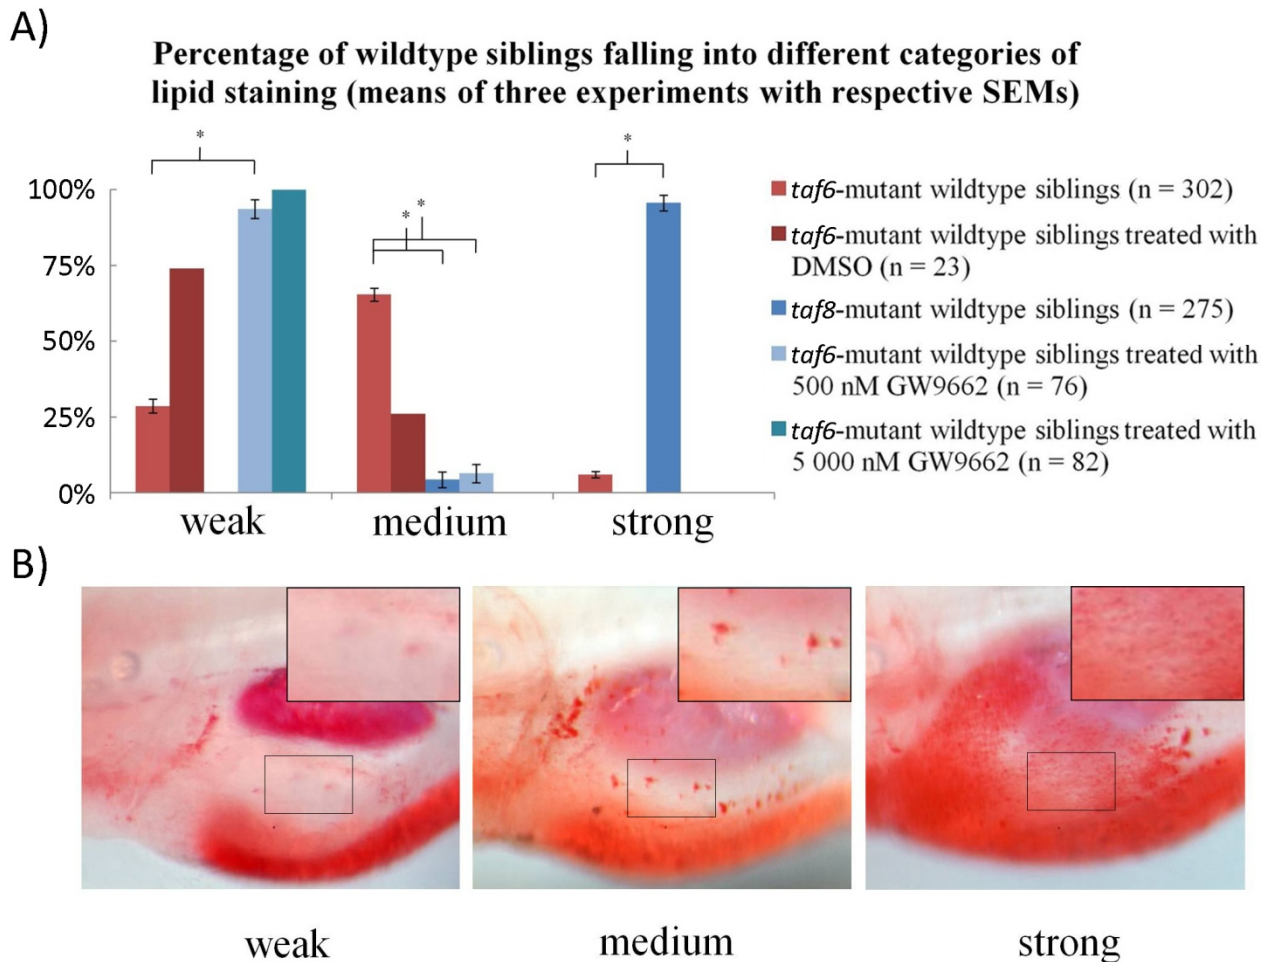 A)
Percentage of wildtype siblings falling into different categories of
lipid staining (means of three experiments with respective SEMs)
*
*
*
*
100%
75%
50%
25%
0%
weak
medium
strong
taf6-mutant wildtype siblings (n = 302)
taf6-mutant wildtype siblings treated with
DMSO (n = 23)
taf8-mutant wildtype siblings (n = 275)
taf6-mutant wildtype siblings treated with
500 nM GW9662 (n = 76)
taf6-mutant wildtype siblings treated with
5 000 nM GW9662 (n = 82)
B)
weak
medium
strong